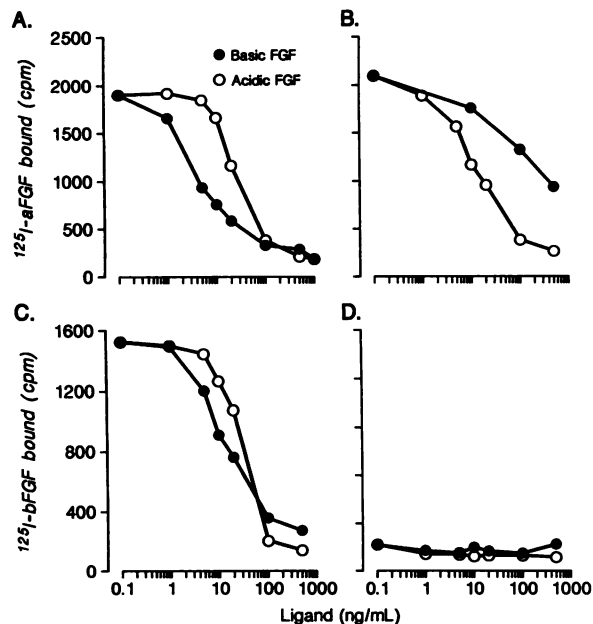 A.
B.
2500
2000
1500
1000
500
0
Basic FGF
Acidic FGF
125I-aFGF bound (cpm)
C.
D.
1600
1200
800
400
0
125I-bFGF bound (cpm)
0.1 1 10 100 1000
0.1 1 10 100 1000
Ligand (ng/mL)